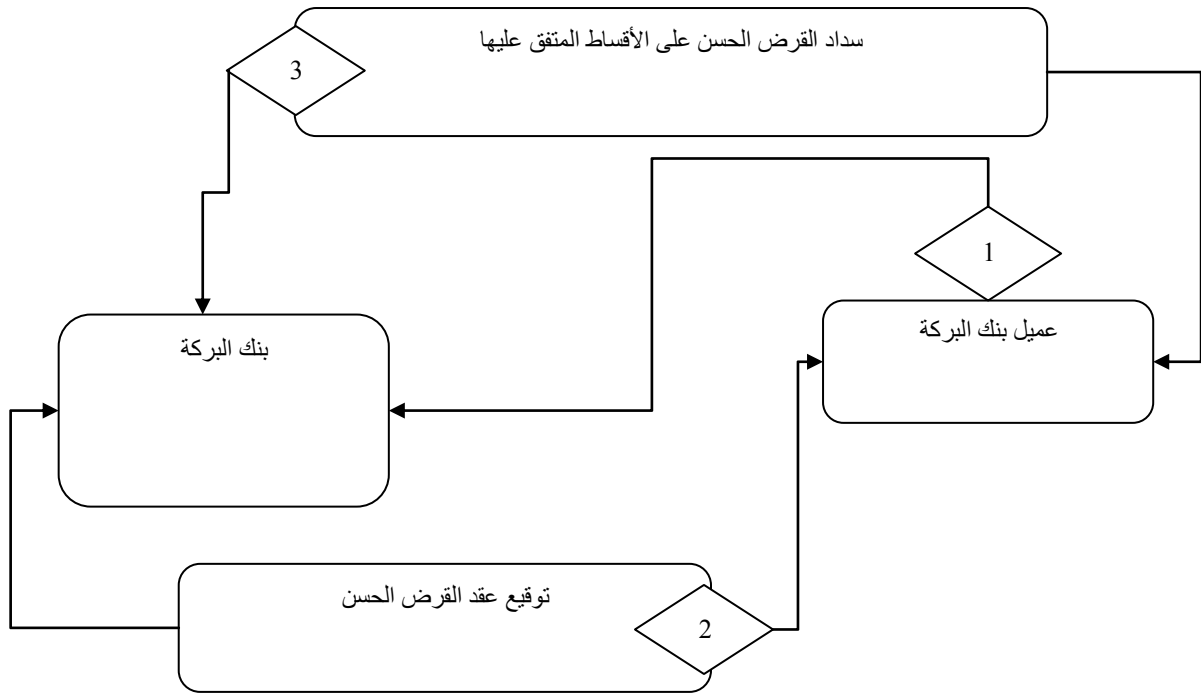 سداد القرض الحسن على الأقساط المتفق عليها
3
1
عميل بنك البركة
بنك البركة
توقيع عقد القرض الحسن
2